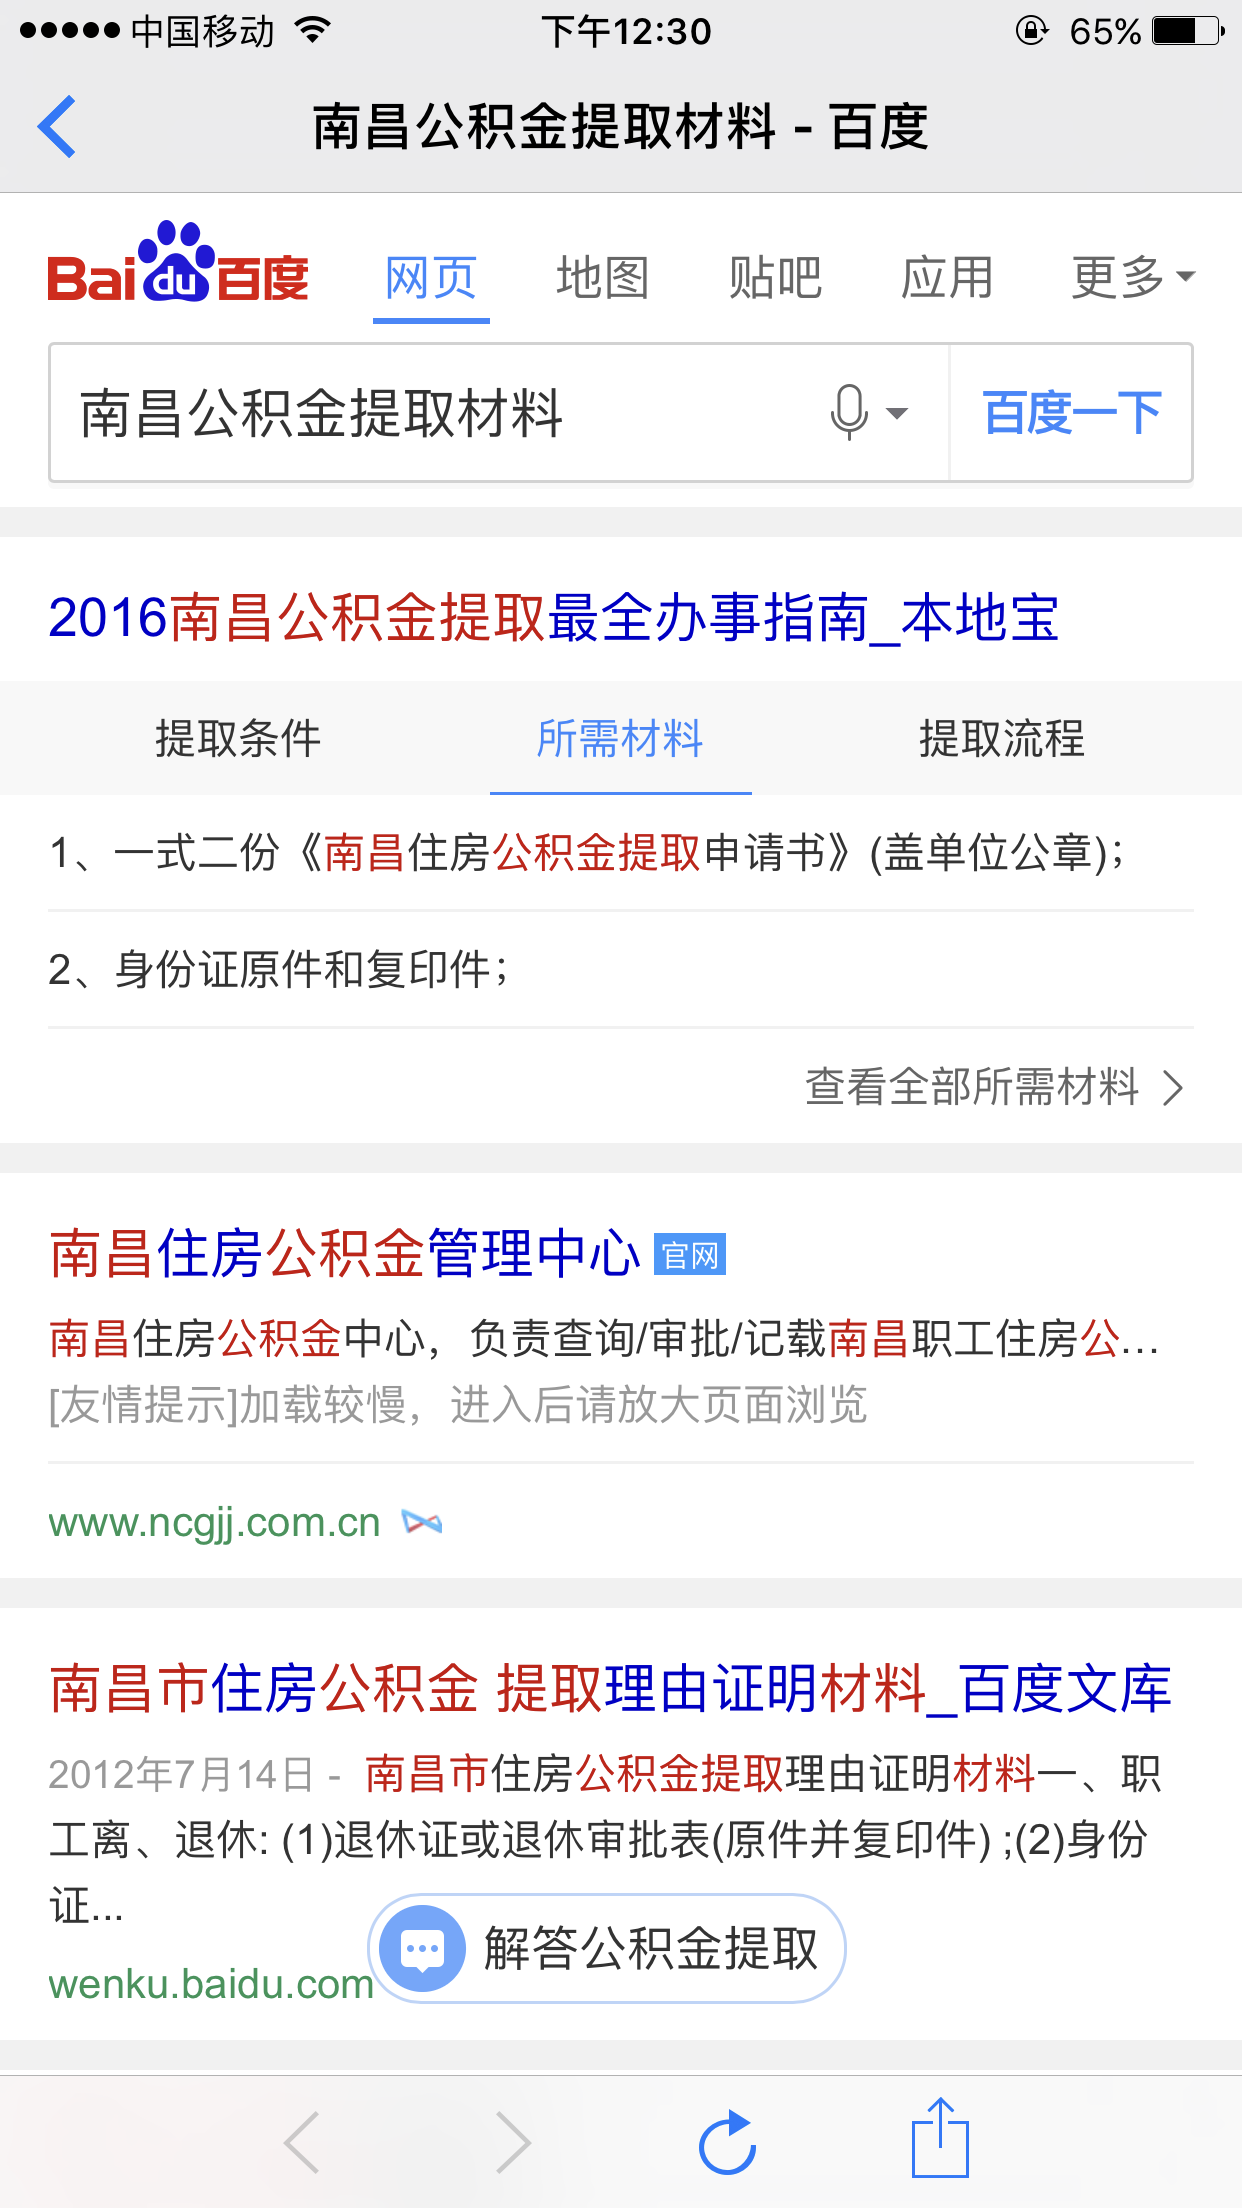 中国移动 下午12:30 65%
南昌公积金提取材料 - 百度
Bai du 百度 网页 地图 贴吧 应用 更多
南昌公积金提取材料 百度一下
2016南昌公积金提取最全办事指南_本地宝
提取条件 所需材料 提取流程
1、一式二份《南昌住房公积金提取申请书》(盖单位公章);
2、身份证原件和复印件;
查看全部所需材料
南昌住房公积金管理中心 官网
南昌住房公积金中心，负责查询/审批/记载南昌职工住房公...
[友情提示]加载较慢，进入后请放大页面浏览
www.ncgjj.com.cn
南昌市住房公积金 提取理由证明材料_百度文库
2012年7月14日 - 南昌市住房公积金提取理由证明材料一、职
工离、退休: (1)退休证或退休审批表(原件并复印件) ;(2)身份
证...
解答公积金提取
wenku.baidu.com